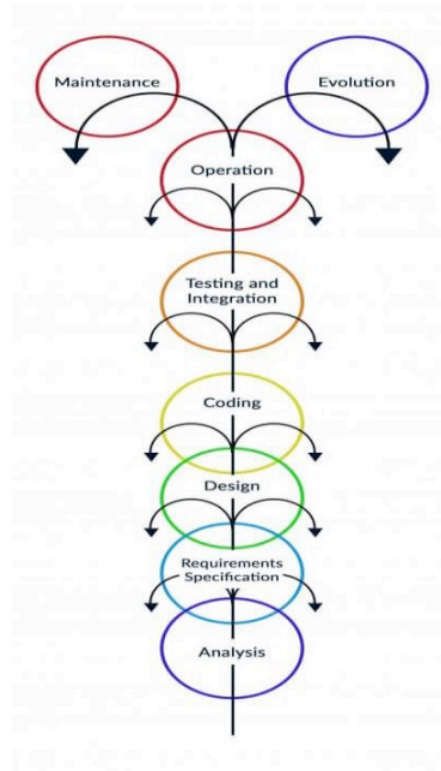 Maintenance
Evolution
Operation
Testing and
Integration
Coding
Design
Requirements
Specification
Analysis